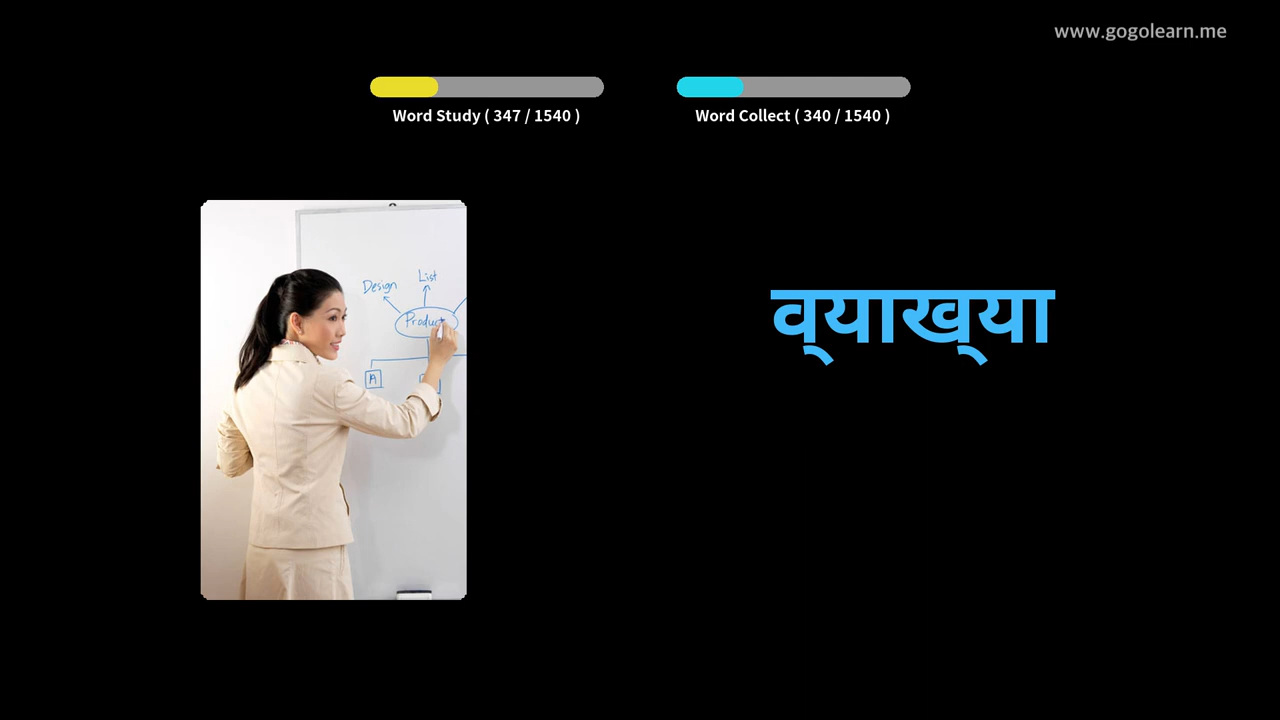 www.gogolearn.me
Word Study ( 347 / 1540 )
Word Collect ( 340 / 1540 )
List
Design
Product
A
व्याख्या